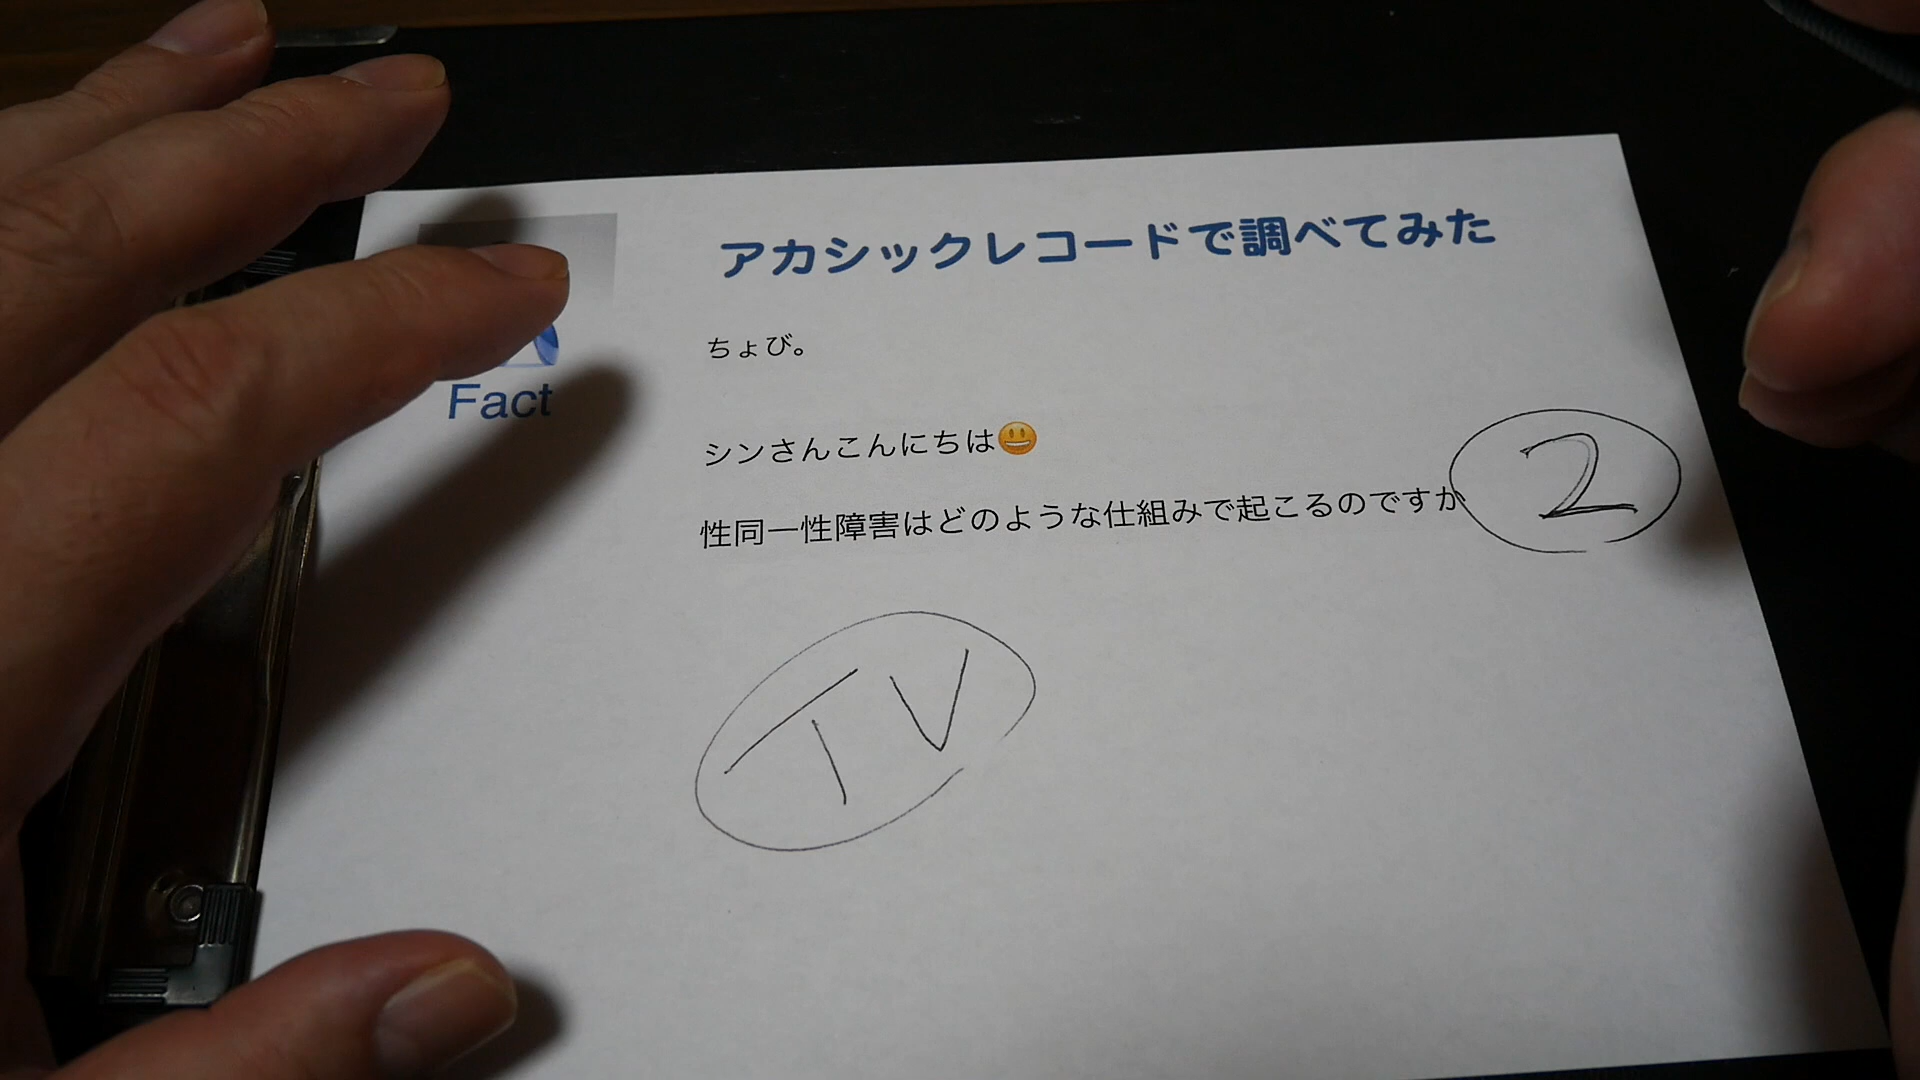 アカシックレコードで調べてみた
Fact
ちょび。
シンさんこんにちは😃
性同一性障害はどのような仕組みで起こるのですか
2
TV